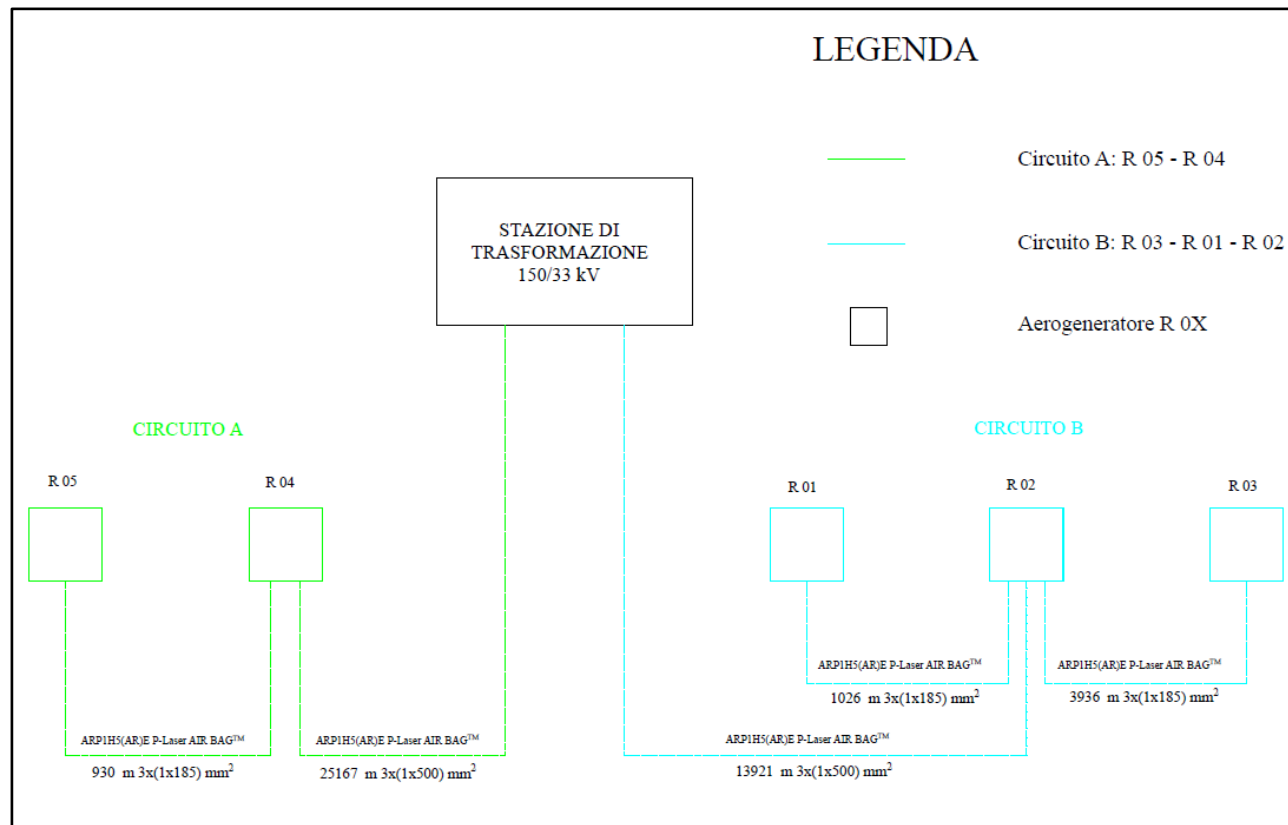 LEGENDA
Circuito A: R 05 - R 04
STAZIONE DI
TRASFORMAZIONE
150/33 kV
Circuito B: R 03 - R 01 - R 02
Aerogeneratore R 0X
CIRCUITO A
CIRCUITO B
R 05
R 04
R 01
R 02
R 03
ARP1H5(AR)E P-Laser AIR BAG™
1026 m 3x(1x185) mm²
ARP1H5(AR)E P-Laser AIR BAG™
3936 m 3x(1x185) mm²
ARP1H5(AR)E P-Laser AIR BAG™
930 m 3x(1x185) mm²
ARP1H5(AR)E P-Laser AIR BAG™
25167 m 3x(1x500) mm²
ARP1H5(AR)E P-Laser AIR BAG™
13921 m 3x(1x500) mm²